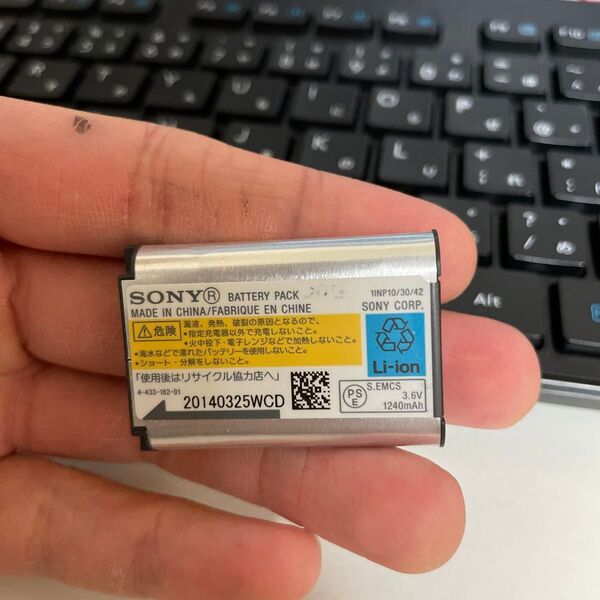 SONY® BATTERY PACK
1INP10/30/42
MADE IN CHINA/FABRIQUE EN CHINE
SONY CORP.
⚠危険
漏液、発熱、破裂の原因となるので、
・指定充電器以外で充電しないこと。
・火中投下・電子レンジなどで加熱しないこと。
・海水などで濡れたバッテリーを使用しないこと。
・ショート・分解をしないこと。
Li-ion
「使用後はリサイクル協力店へ」
4-433-182-01
20140325WCD
PS
E
S.EMCS
3.6V
1240mAh
Alt
K
L
P
O
F9
F10